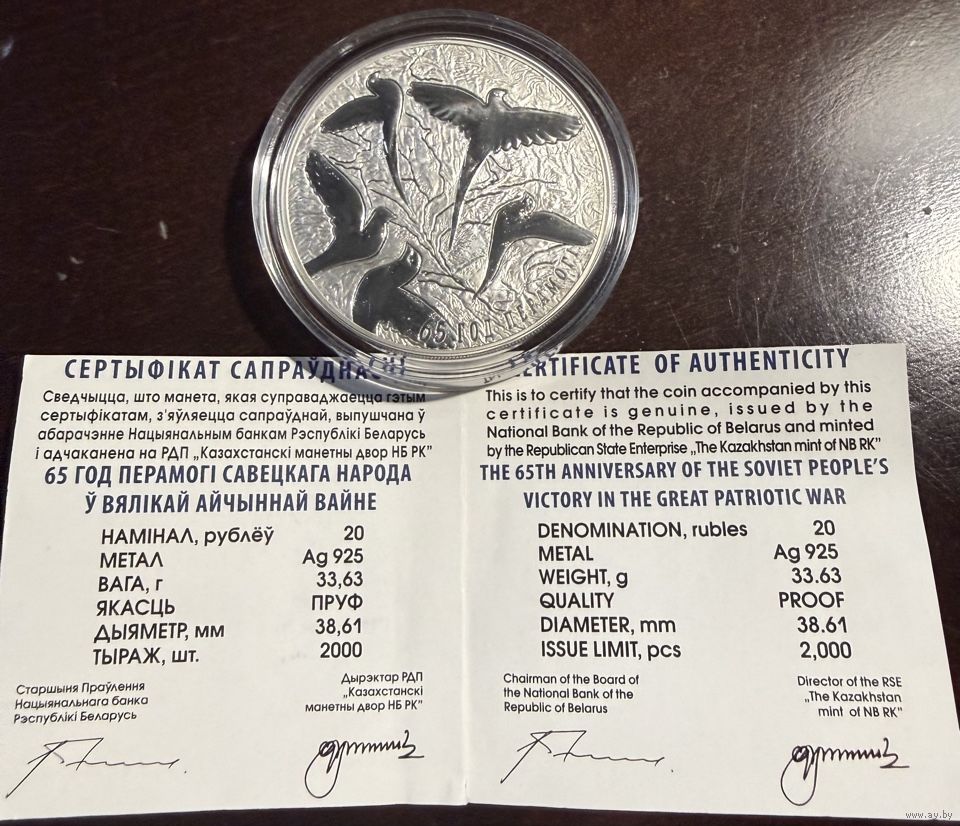 65 ГОД ПЕРАМОГІ
СЕРТЫФІКАТ САПРАЎДНАСЦІ
Сведчыцца, што манета, якая суправаджаецца гэтым
сертыфікатам, з'яўляецца сапраўднай, выпушчана ў
абарачэнне Нацыянальным банкам Рэспублікі Беларусь
і адчаканена на РДП „Казахстанскі манетны двор НБ РК"
65 ГОД ПЕРАМОГІ САВЕЦКАГА НАРОДА
Ў ВЯЛІКАЙ АЙЧЫННАЙ ВАЙНЕ
НАМІНАЛ, рублёў 20
МЕТАЛ Ag 925
ВАГА, г 33,63
ЯКАСЦЬ ПРУФ
ДЫЯМЕТР, мм 38,61
ТЫРАЖ, шт. 2000
Старшыня Праўлення
Нацыянальнага банка
Рэспублікі Беларусь
Дырэктар РДП
„Казахстанскі
манетны двор НБ РК"
CERTIFICATE OF AUTHENTICITY
This is to certify that the coin accompanied by this
certificate is genuine, issued by the
National Bank of the Republic of Belarus and minted
by the Republican State Enterprise „The Kazakhstan mint of NB RK"
THE 65TH ANNIVERSARY OF THE SOVIET PEOPLE'S
VICTORY IN THE GREAT PATRIOTIC WAR
DENOMINATION, rubles 20
METAL Ag 925
WEIGHT, g 33.63
QUALITY PROOF
DIAMETER, mm 38.61
ISSUE LIMIT, pcs 2,000
Chairman of the Board of
the National Bank of the
Republic of Belarus
Director of the RSE
„The Kazakhstan
mint of NB RK"
www.ay.by